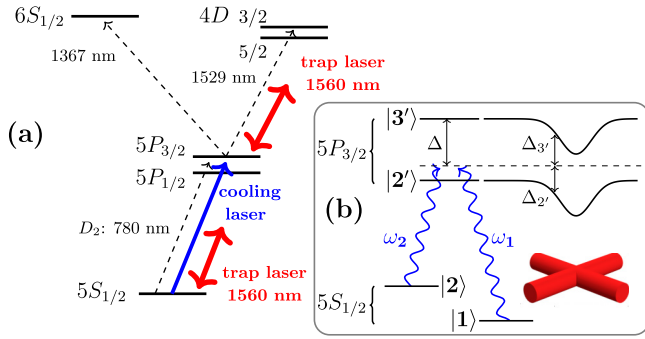 6S₁/₂
4D 3/2
5/2
1367 nm
1529 nm
trap laser
1560 nm
(a)
5P₃/₂
5P₁/₂
cooling
laser
D₂: 780 nm
trap laser
1560 nm
5S₁/₂
|3′⟩
Δ
Δ₃′
5P₃/₂
|2′⟩
Δ₂′
(b)
ω₂
ω₁
|2⟩
5S₁/₂
|1⟩